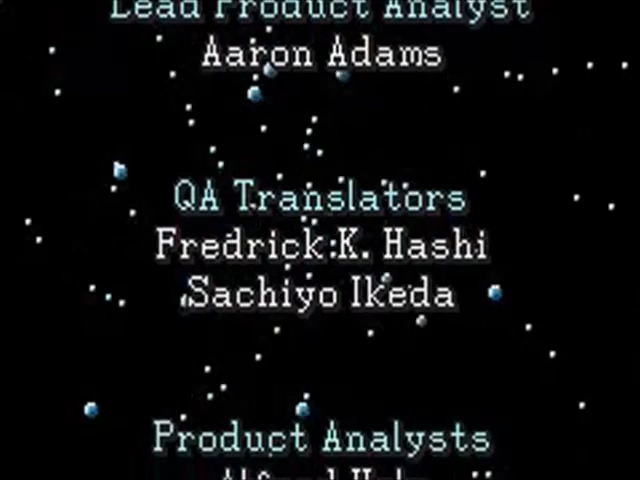 Lead Product Analyst
Aaron Adams
QA Translators
Fredrick K. Hashi
Sachiyo Ikeda
Product Analysts